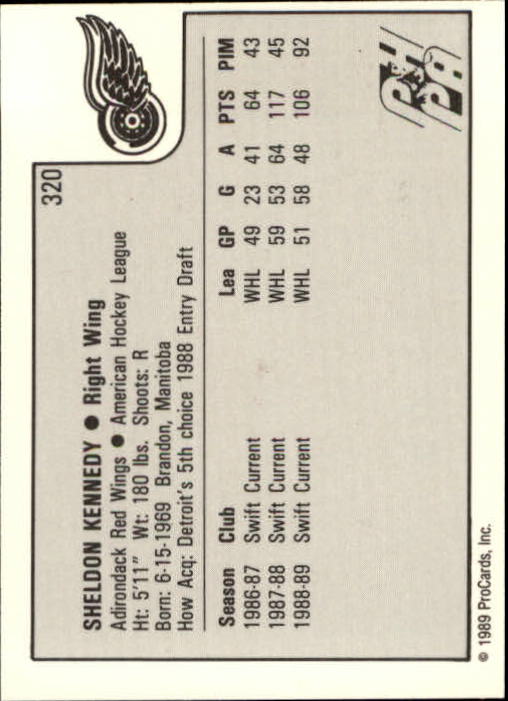 320
SHELDON KENNEDY ● Right Wing
Adirondack Red Wings ● American Hockey League
Ht: 5'11" Wt: 180 lbs. Shoots: R
Born: 6-15-1969 Brandon, Manitoba
How Acq: Detroit's 5th choice 1988 Entry Draft
Season Club Lea GP G A PTS PIM
1986-87 Swift Current WHL 49 23 41 64 43
1987-88 Swift Current WHL 59 53 64 117 45
1988-89 Swift Current WHL 51 58 48 106 92
© 1989 ProCards, Inc.